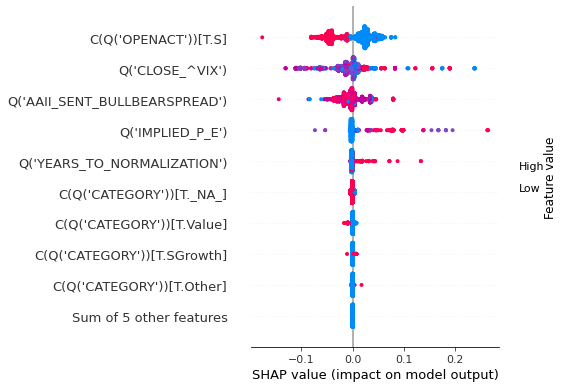 C(Q('OPENACT'))[T.S]
Q('CLOSE_^VIX')
Q('AAII_SENT_BULLBEARSPREAD')
Q('IMPLIED_P_E')
Q('YEARS_TO_NORMALIZATION')
C(Q('CATEGORY'))[T._NA_]
C(Q('CATEGORY'))[T.Value]
C(Q('CATEGORY'))[T.SGrowth]
C(Q('CATEGORY'))[T.Other]
Sum of 5 other features
−0.1
0.0
0.1
0.2
SHAP value (impact on model output)
High
Low
Feature value